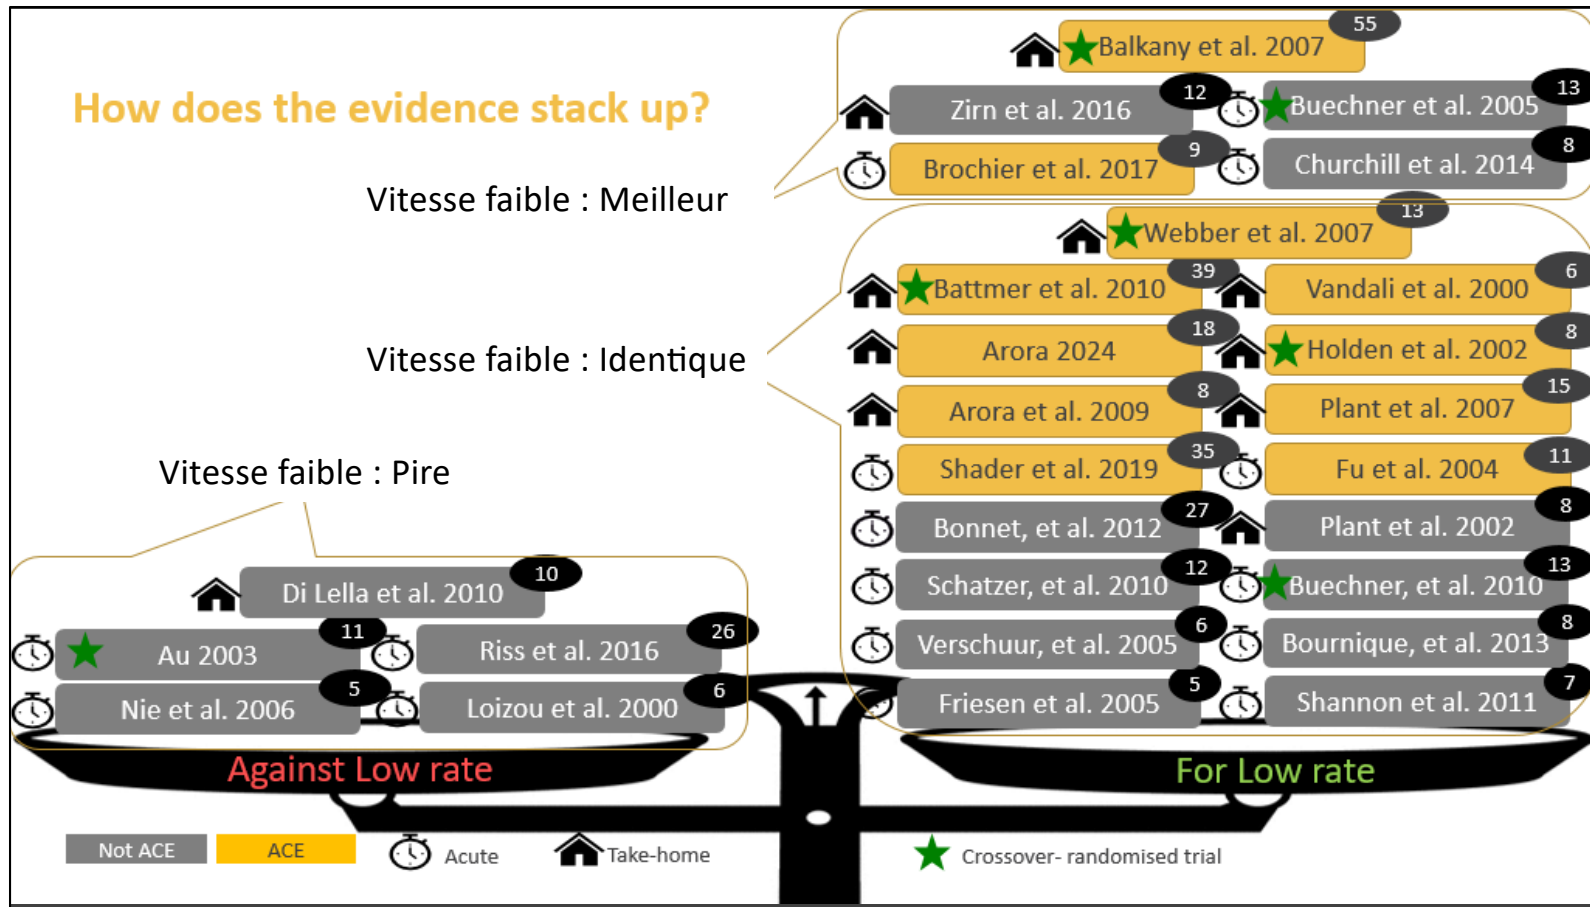 How does the evidence stack up?
55
Balkany et al. 2007
12
Zirn et al. 2016
13
Buechner et al. 2005
9
Brochier et al. 2017
8
Churchill et al. 2014
Vitesse faible : Meilleur
13
Webber et al. 2007
39
Battmer et al. 2010
6
Vandali et al. 2000
Vitesse faible : Identique
18
Arora 2024
8
Holden et al. 2002
8
Arora et al. 2009
15
Plant et al. 2007
35
Shader et al. 2019
11
Fu et al. 2004
27
Bonnet, et al. 2012
8
Plant et al. 2002
12
Schatzer, et al. 2010
13
Buechner, et al. 2010
6
Verschuur, et al. 2005
8
Bournique, et al. 2013
5
Friesen et al. 2005
7
Shannon et al. 2011
Vitesse faible : Pire
10
Di Lella et al. 2010
11
Au 2003
26
Riss et al. 2016
5
Nie et al. 2006
6
Loizou et al. 2000
Against Low rate
For Low rate
Not ACE
ACE
Acute
Take-home
Crossover- randomised trial